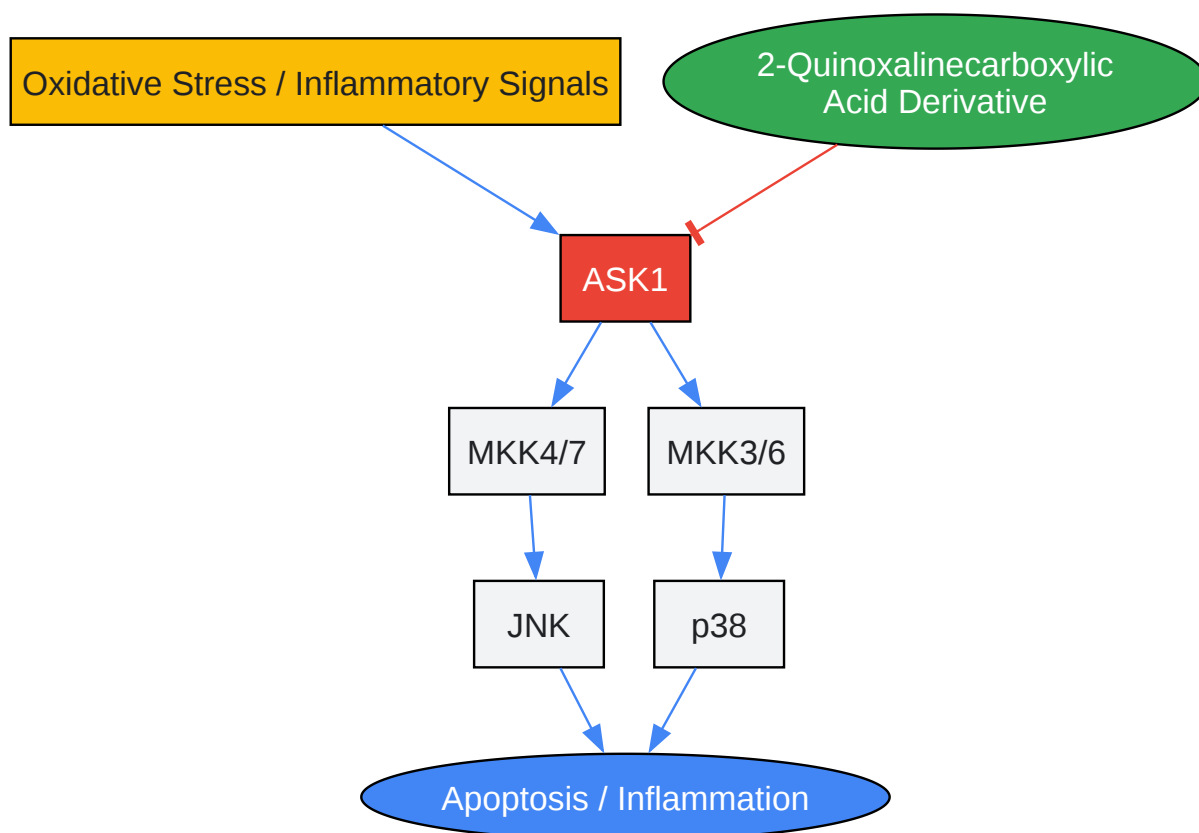 Oxidative Stress / Inflammatory Signals
2-Quinoxalinecarboxylic
Acid Derivative
ASK1
MKK4/7
MKK3/6
JNK
p38
Apoptosis / Inflammation